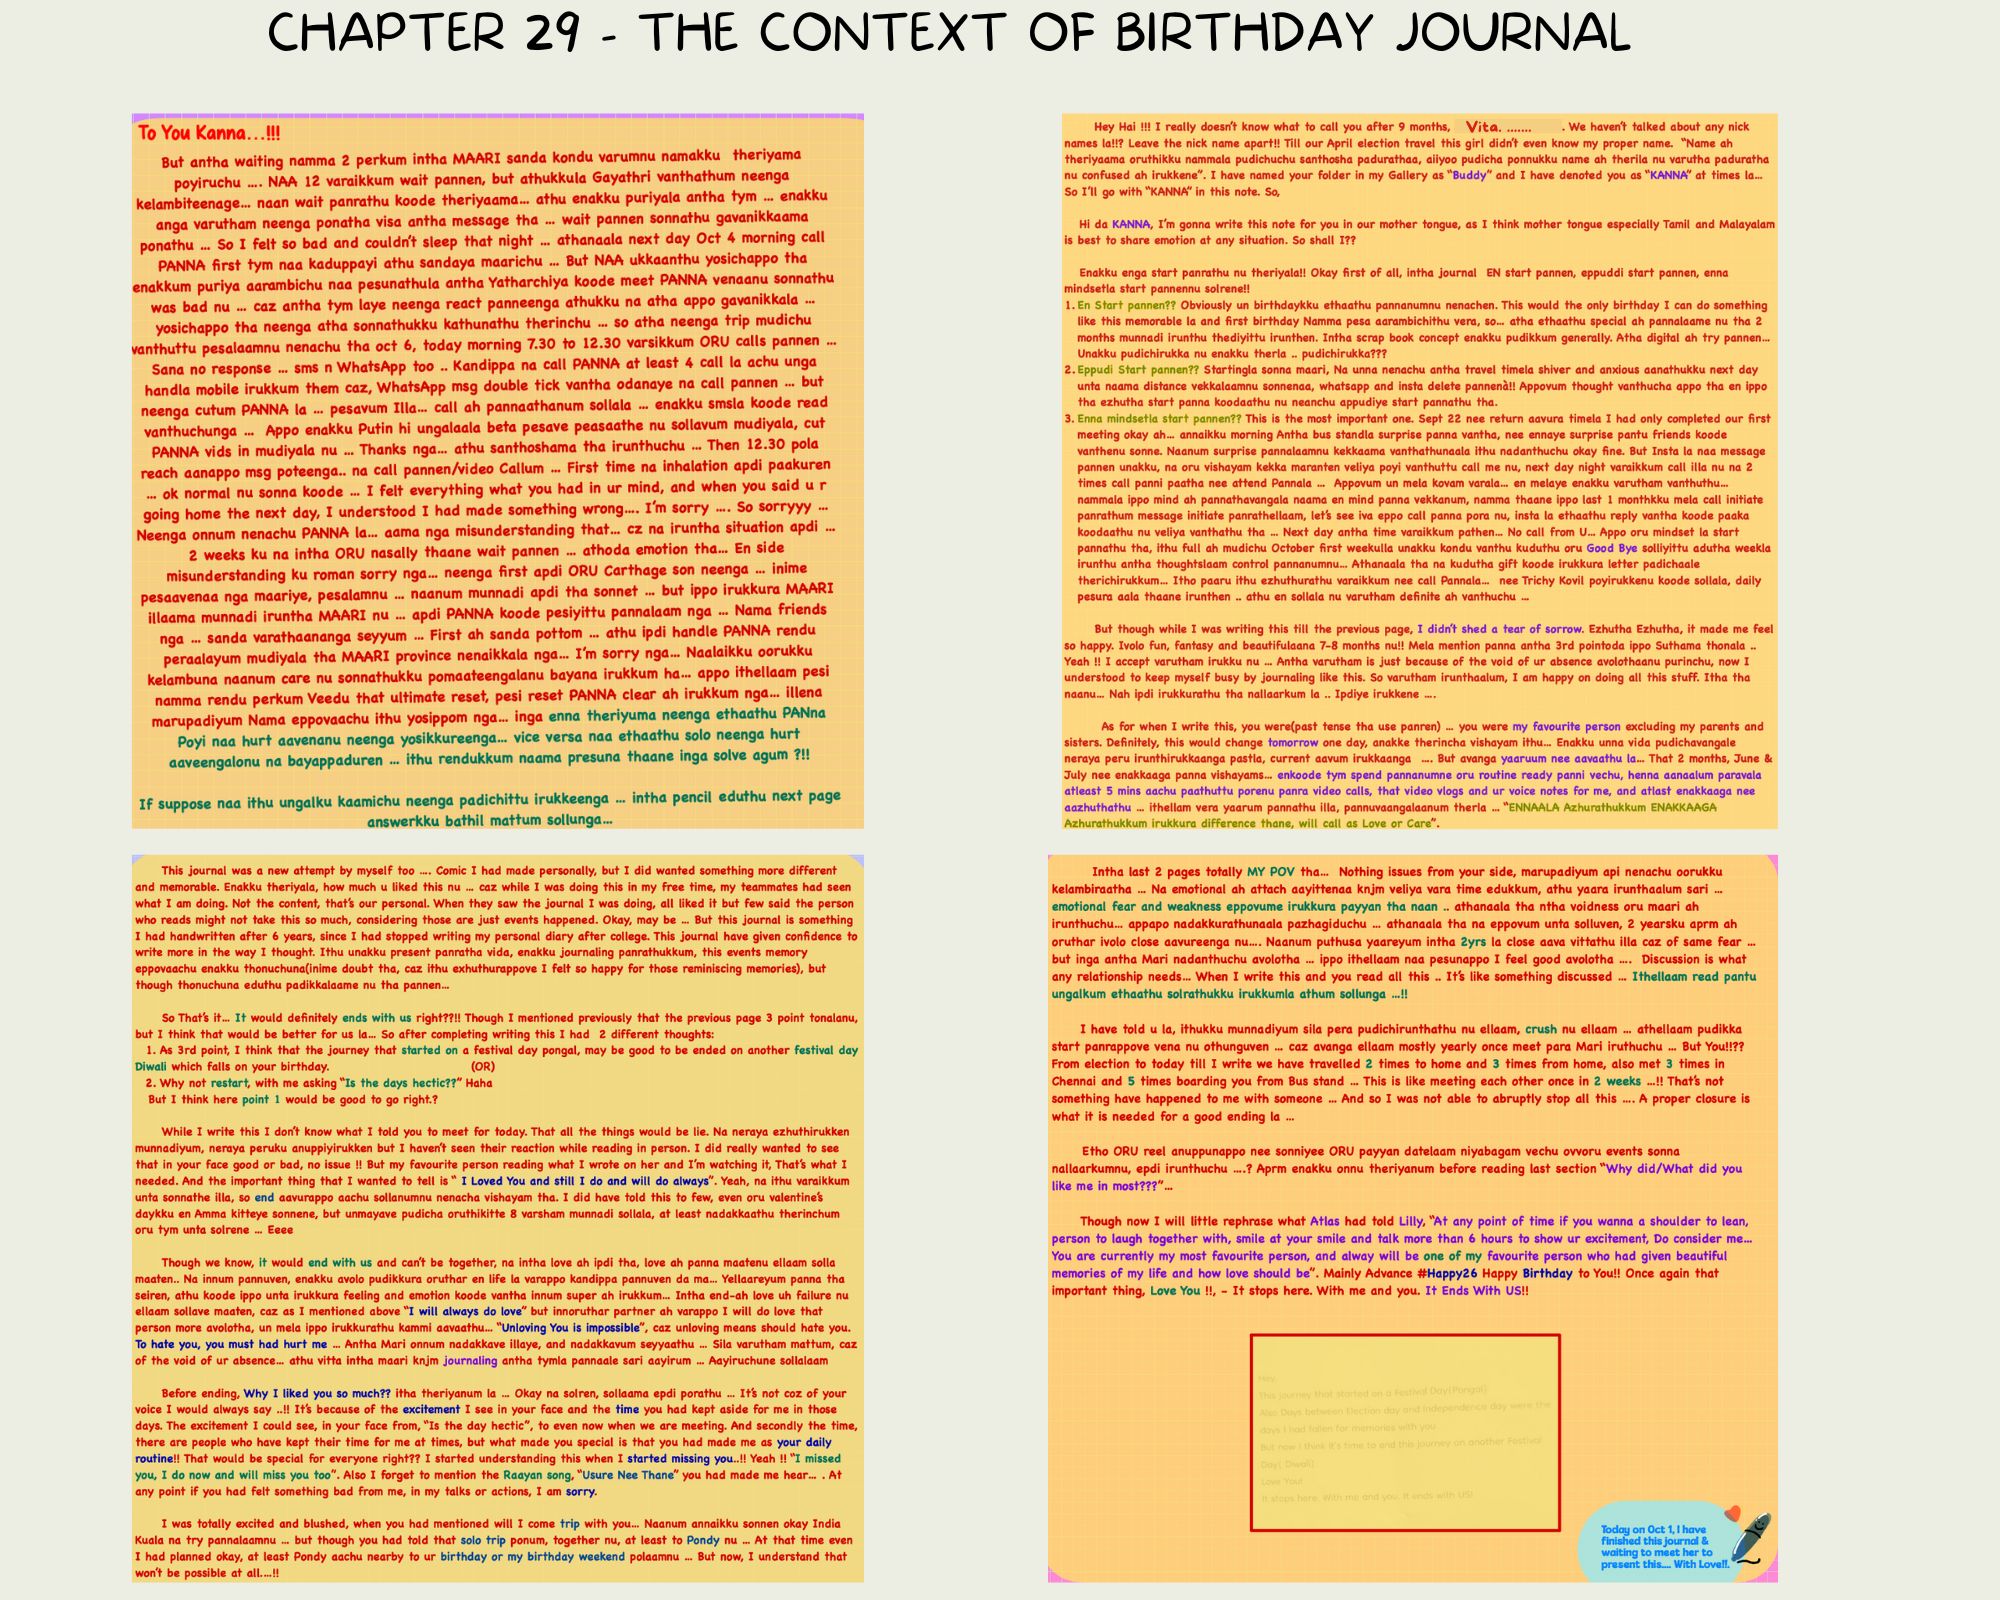 CHAPTER 29 - THE CONTEXT OF BIRTHDAY JOURNAL
To You Kanna...!!!
But antha waiting namma 2 perkum intha MAARI sanda kondu varumnu namakku theriyama
poyiruchu .... NAA 12 varaikkum wait pannen, but athukkula Gayathri vanthathum neenga
kelambiteenage... naan wait panrathu koode theriyaama... athu enakku puriyala antha tym ... enakku
anga varutham neenga ponatha visa antha message tha ... wait pannen sonnathu gavanikkaama
ponathu ... So I felt so bad and couldn't sleep that night ... athanaala next day Oct 4 morning call
PANNA first tym naa kaduppayi athu sandaya maarichu ... But NAA ukkaanthu yosichappo tha
enakkum puriya aarambichu naa pesunathula antha Yatharchiya koode meet PANNA venaanu sonnathu
was bad nu ... caz antha tym laye neenga react panneenga athukku na atha appo gavanikkala ...
yosichappo tha neenga atha sonnathukku kathunathu therinchu ... so atha neenga trip mudichu
vanthuttu pesalaamnu nenachu tha oct 6, today morning 7.30 to 12.30 varsikkum ORU calls pannen ...
Sana no response ... sms n WhatsApp too .. Kandippa na call PANNA at least 4 call la achu unga
handla mobile irukkum them caz, WhatsApp msg double tick vantha odanaye na call pannen ... but
neenga cutum PANNA la ... pesavum Illa... call ah pannaathanum sollala ... enakku smsla koode read
vanthuchunga ... Appo enakku Putin hi ungalaala beta pesave peasaathe nu sollavum mudiyala, cut
PANNA vids in mudiyala nu ... Thanks nga... athu santhoshama tha irunthuchu ... Then 12.30 pola
reach aanappo msg poteenga.. na call pannen/video Callum ... First time na inhalation apdi paakuren
... ok normal nu sonna koode ... I felt everything what you had in ur mind, and when you said u r
going home the next day, I understood I had made something wrong.... I'm sorry .... So sorryyy ...
Neenga onnum nenachu PANNA la... aama nga misunderstanding that... cz na iruntha situation apdi ...
2 weeks ku na intha ORU nasally thaane wait pannen ... athoda emotion tha... En side
misunderstanding ku roman sorry nga... neenga first apdi ORU Carthage son neenga ... inime
pesaavenaa nga maariye, pesalamnu ... naanum munnadi apdi tha sonnet ... but ippo irukkura MAARI
illaama munnadi iruntha MAARI nu ... apdi PANNA koode pesiyittu pannalaam nga ... Nama friends
nga ... sanda varathaananga seyyum ... First ah sanda pottom ... athu ipdi handle PANNA rendu
peraalayum mudiyala tha MAARI province nenaikkala nga... I'm sorry nga... Naalaikku oorukku
kelambuna naanum care nu sonnathukku pomaateengalanu bayana irukkum ha... appo ithellaam pesi
namma rendu perkum Veedu that ultimate reset, pesi reset PANNA clear ah irukkum nga... illena
marupadiyum Nama eppovaachu ithu yosippom nga... inga enna theriyuma neenga ethaathu PANna
Poyi naa hurt aavenanu neenga yosikkureenga... vice versa naa ethaathu solo neenga hurt
aaveengalonu na bayappaduren ... ithu rendukkum naama presuna thaane inga solve agum ?!!
If suppose naa ithu ungalku kaamichu neenga padichittu irukkeenga ... intha pencil eduthu next page
answerkku bathil mattum sollunga...
Hey Hai !!! I really doesn't know what to call you after 9 months, Vita. ....... . We haven't talked about any nick
names la!!? Leave the nick name apart!! Till our April election travel this girl didn't even know my proper name. "Name ah
theriyaama oruthikku nammala pudichuchu santhosha padurathaa, aiiyoo pudicha ponnukku name ah therila nu varutha paduratha
nu confused ah irukkene". I have named your folder in my Gallery as "Buddy" and I have denoted you as "KANNA" at times la...
So I'll go with "KANNA" in this note. So,
Hi da KANNA, I'm gonna write this note for you in our mother tongue, as I think mother tongue especially Tamil and Malayalam
is best to share emotion at any situation. So shall I??
Enakku enga start panrathu nu theriyala!! Okay first of all, intha journal EN start pannen, eppuddi start pannen, enna
mindsetla start pannennu solrene!!
1. En Start pannen?? Obviously un birthdaykku ethaathu pannanumnu nenachen. This would the only birthday I can do something
like this memorable la and first birthday Namma pesa aarambichithu vera, so... atha ethaathu special ah pannalaame nu tha 2
months munnadi irunthu thediyittu irunthen. Intha scrap book concept enakku pudikkum generally. Atha digital ah try pannen...
Unakku pudichirukka nu enakku therla .. pudichirukka???
2. Eppudi Start pannen?? Startingla sonna maari, Na unna nenachu antha travel timela shiver and anxious aanathukku next day
unta naama distance vekkalaamnu sonnenaa, whatsapp and insta delete pannenà!! Appovum thought vanthucha appo tha en ippo
tha ezhutha start panna koodaathu nu neanchu appudiye start pannathu tha.
3. Enna mindsetla start pannen?? This is the most important one. Sept 22 nee return aavura timela I had only completed our first
meeting okay ah... annaikku morning Antha bus standla surprise panna vantha, nee ennaye surprise pantu friends koode
vanthenu sonne. Naanum surprise pannalaamnu kekkaama vanthathunaala ithu nadanthuchu okay fine. But Insta la naa message
pannen unakku, na oru vishayam kekka maranten veliya poyi vanthuttu call me nu, next day night varaikkum call illa nu na 2
times call panni paatha nee attend Pannala ... Appovum un mela kovam varala... en melaye enakku varutham vanthuthu...
nammala ippo mind ah pannathavangala naama en mind panna vekkanum, namma thaane ippo last 1 monthkku mela call initiate
panrathum message initiate panrathellaam, let's see iva eppo call panna pora nu, insta la ethaathu reply vantha koode paaka
koodaathu nu veliya vanthathu tha ... Next day antha time varaikkum pathen... No call from U... Appo oru mindset la start
pannathu tha, ithu full ah mudichu October first weekulla unakku kondu vanthu kuduthu oru Good Bye solliyittu adutha weekla
irunthu antha thoughtslaam control pannanumnu... Athanaala tha na kudutha gift koode irukkura letter padichaale
therichirukkum... Itho paaru ithu ezhuthurathu varaikkum nee call Pannala... nee Trichy Kovil poyirukkenu koode sollala, daily
pesura aala thaane irunthen .. athu en sollala nu varutham definite ah vanthuchu ...
But though while I was writing this till the previous page, I didn't shed a tear of sorrow. Ezhutha Ezhutha, it made me feel
so happy. Ivolo fun, fantasy and beautifulaana 7-8 months nu!! Mela mention panna antha 3rd pointoda ippo Suthama thonala ..
Yeah !! I accept varutham irukku nu ... Antha varutham is just because of the void of ur absence avolothaanu purinchu, now I
understood to keep myself busy by journaling like this. So varutham irunthaalum, I am happy on doing all this stuff. Itha tha
naanu... Nah ipdi irukkurathu tha nallaarkum la .. Ipdiye irukkene ....
As for when I write this, you were(past tense tha use panren) ... you were my favourite person excluding my parents and
sisters. Definitely, this would change tomorrow one day, anakke therincha vishayam ithu... Enakku unna vida pudichavangale
neraya peru irunthirukkaanga pastla, current aavum irukkaanga .... But avanga yaaruum nee aavaathu la... That 2 months, June &
July nee enakkaaga panna vishayams... enkoode tym spend pannanumne oru routine ready panni vechu, henna aanaalum paravala
atleast 5 mins aachu paathuttu porenu panra video calls, that video vlogs and ur voice notes for me, and atlast enakkaaga nee
aazhuthathu ... ithellam vera yaarum pannathu illa, pannuvaangalaanum therla ... "ENNAALA Azhurathukkum ENAKKAAGA
Azhurathukkum irukkura difference thane, will call as Love or Care".
This journal was a new attempt by myself too .... Comic I had made personally, but I did wanted something more different
and memorable. Enakku theriyala, how much u liked this nu ... caz while I was doing this in my free time, my teammates had seen
what I am doing. Not the content, that's our personal. When they saw the journal I was doing, all liked it but few said the person
who reads might not take this so much, considering those are just events happened. Okay, may be ... But this journal is something
I had handwritten after 6 years, since I had stopped writing my personal diary after college. This journal have given confidence to
write more in the way I thought. Ithu unakku present panratha vida, enakku journaling panrathukkum, this events memory
eppovaachu enakku thonuchuna(inime doubt tha, caz ithu exhuthurappove I felt so happy for those reminiscing memories), but
though thonuchuna eduthu padikkalaame nu tha pannen...
So That's it... It would definitely ends with us right??!! Though I mentioned previously that the previous page 3 point tonalanu,
but I think that would be better for us la... So after completing writing this I had 2 different thoughts:
1. As 3rd point, I think that the journey that started on a festival day pongal, may be good to be ended on another festival day
Diwali which falls on your birthday. (OR)
2. Why not restart, with me asking "Is the days hectic??" Haha
But I think here point 1 would be good to go right.?
While I write this I don't know what I told you to meet for today. That all the things would be lie. Na neraya ezhuthirukken
munnadiyum, neraya peruku anuppiyirukken but I haven't seen their reaction while reading in person. I did really wanted to see
that in your face good or bad, no issue !! But my favourite person reading what I wrote on her and I'm watching it, That's what I
needed. And the important thing that I wanted to tell is " I Loved You and still I do and will do always". Yeah, na ithu varaikkum
unta sonnathe illa, so end aavurappo aachu sollanumnu nenacha vishayam tha. I did have told this to few, even oru valentine's
daykku en Amma kitteye sonnene, but unmayave pudicha oruthikitte 8 varsham munnadi sollala, at least nadakkaathu therinchum
oru tym unta solrene ... Eeee
Though we know, it would end with us and can't be together, na intha love ah ipdi tha, love ah panna maatenu ellaam solla
maaten.. Na innum pannuven, enakku avolo pudikkura oruthar en life la varappo kandippa pannuven da ma... Yellaareyum panna tha
seiren, athu koode ippo unta irukkura feeling and emotion koode vantha innum super ah irukkum... Intha end-ah love uh failure nu
ellaam sollave maaten, caz as I mentioned above "I will always do love" but innoruthar partner ah varappo I will do love that
person more avolotha, un mela ippo irukkurathu kammi aavaathu... "Unloving You is impossible", caz unloving means should hate you.
To hate you, you must had hurt me ... Antha Mari onnum nadakkave illaye, and nadakkavum seyyaathu ... Sila varutham mattum, caz
of the void of ur absence... athu vitta intha maari knjm journaling antha tymla pannaale sari aayirum ... Aayiruchune sollalaam
Before ending, Why I liked you so much?? itha theriyanum la ... Okay na solren, sollaama epdi porathu ... It's not coz of your
voice I would always say ..!! It's because of the excitement I see in your face and the time you had kept aside for me in those
days. The excitement I could see, in your face from, "Is the day hectic", to even now when we are meeting. And secondly the time,
there are people who have kept their time for me at times, but what made you special is that you had made me as your daily
routine!! That would be special for everyone right?? I started understanding this when I started missing you..!! Yeah !! "I missed
you, I do now and will miss you too". Also I forget to mention the Raayan song, "Usure Nee Thane" you had made me hear... . At
any point if you had felt something bad from me, in my talks or actions, I am sorry.
I was totally excited and blushed, when you had mentioned will I come trip with you... Naanum annaikku sonnen okay India
Kuala na try pannalaamnu ... but though you had told that solo trip ponum, together nu, at least to Pondy nu ... At that time even
I had planned okay, at least Pondy aachu nearby to ur birthday or my birthday weekend polaamnu ... But now, I understand that
won't be possible at all....!!
Intha last 2 pages totally MY POV tha... Nothing issues from your side, marupadiyum api nenachu oorukku
kelambiraatha ... Na emotional ah attach aayittenaa knjm veliya vara time edukkum, athu yaara irunthaalum sari ...
emotional fear and weakness eppovume irukkura payyan tha naan .. athanaala tha ntha voidness oru maari ah
irunthuchu... appapo nadakkurathunaala pazhagiduchu ... athanaala tha na eppovum unta solluven, 2 yearsku aprm ah
oruthar ivolo close aavureenga nu.... Naanum puthusa yaareyum intha 2yrs la close aava vittathu illa caz of same fear ...
but inga antha Mari nadanthuchu avolotha ... ippo ithellaam naa pesunappo I feel good avolotha .... Discussion is what
any relationship needs... When I write this and you read all this .. It's like something discussed ... Ithellaam read pantu
ungalkum ethaathu solrathukku irukkumla athum sollunga ...!!
I have told u la, ithukku munnadiyum sila pera pudichirunthathu nu ellaam, crush nu ellaam ... athellaam pudikka
start panrappove vena nu othunguven ... caz avanga ellaam mostly yearly once meet para Mari iruthuchu ... But You!!??
From election to today till I write we have travelled 2 times to home and 3 times from home, also met 3 times in
Chennai and 5 times boarding you from Bus stand ... This is like meeting each other once in 2 weeks ...!! That's not
something have happened to me with someone ... And so I was not able to abruptly stop all this .... A proper closure is
what it is needed for a good ending la ...
Etho ORU reel anuppunappo nee sonniyee ORU payyan datelaam niyabagam vechu ovvoru events sonna
nallaarkumnu, epdi irunthuchu ....? Aprm enakku onnu theriyanum before reading last section "Why did/What did you
like me in most???"...
Though now I will little rephrase what Atlas had told Lilly, "At any point of time if you wanna a shoulder to lean,
person to laugh together with, smile at your smile and talk more than 6 hours to show ur excitement, Do consider me...
You are currently my most favourite person, and alway will be one of my favourite person who had given beautiful
memories of my life and how love should be". Mainly Advance #Happy26 Happy Birthday to You!! Once again that
important thing, Love You !!, - It stops here. With me and you. It Ends With US!!
Hey,
This journey that started on a Festival Day(Pongal)
Also Days between Election day and Independence day were the
days I had fallen for memories with you
But now I think it's time to end this journey on another Festival
Day( Diwali)
Love You!
It stops here. With me and you. It ends with US!
Today on Oct 1, I have
finished this journal &
waiting to meet her to
present this.... With Love!!.